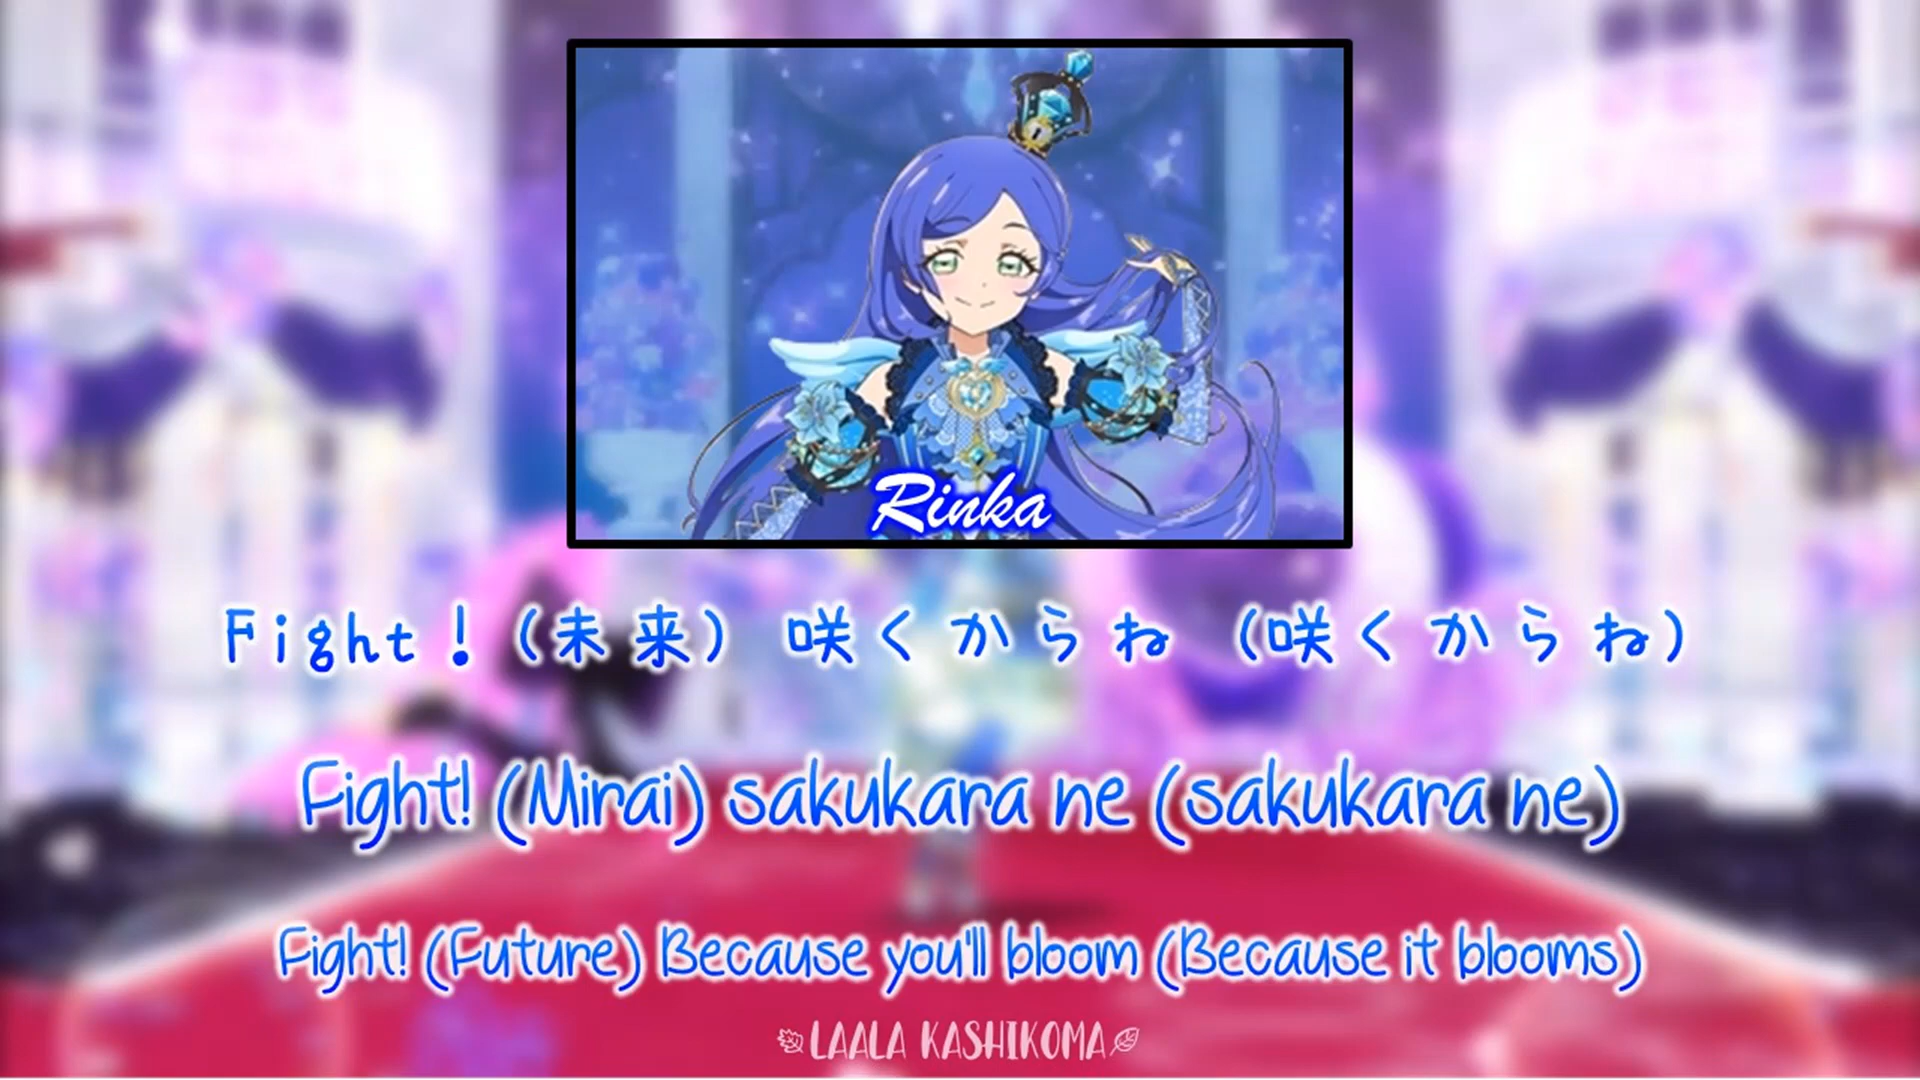 Rinka
Fight！（未来） 咲くからね （咲くからね）
Fight! (Mirai) sakukara ne (sakukara ne)
Fight! (Future) Because you'll bloom (Because it blooms)
LAALA KASHIKOMA